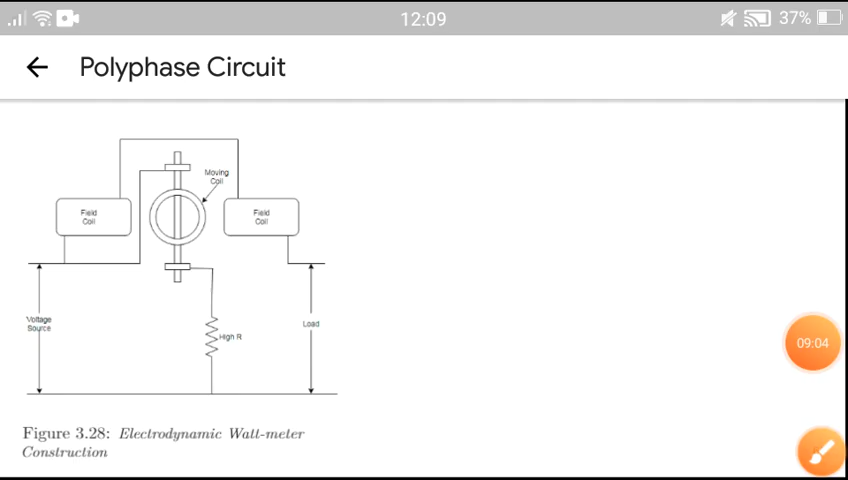 12:09
37%
Polyphase Circuit
Moving
Coil
Field
Coil
Field
Coil
Voltage
Source
High R
Load
09:04
Figure 3.28: Electrodynamic Watt-meter
Construction